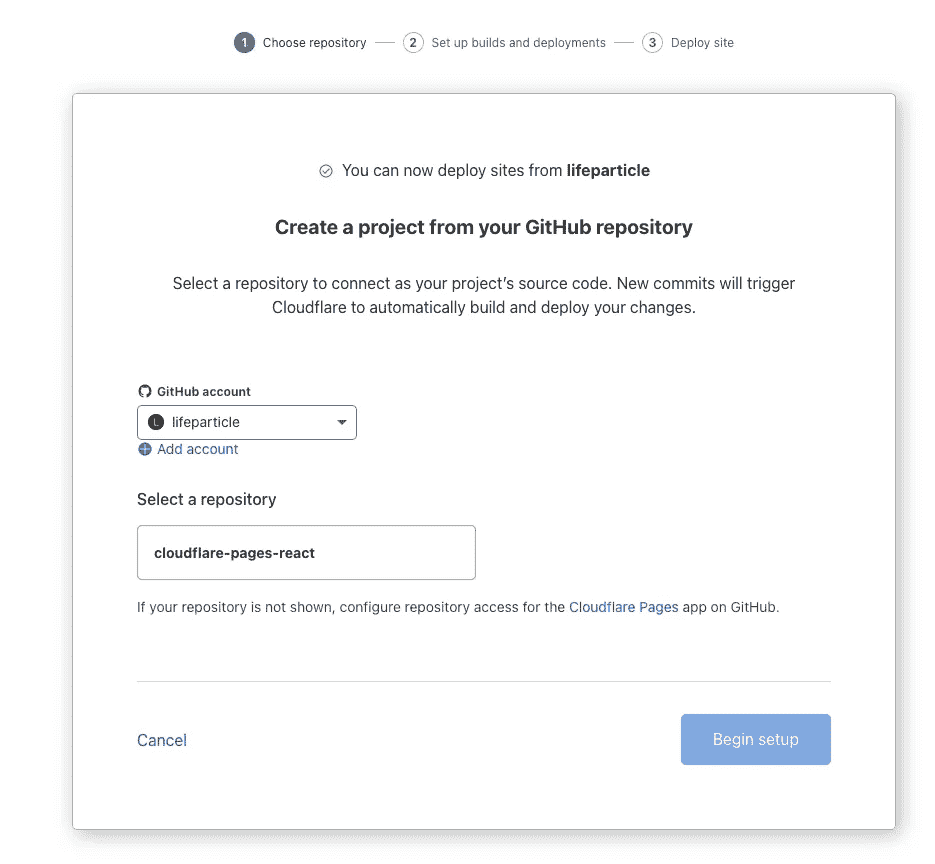 1 Choose repository 2 Set up builds and deployments 3 Deploy site
You can now deploy sites from lifeparticle
Create a project from your GitHub repository
Select a repository to connect as your project’s source code. New commits will trigger
Cloudflare to automatically build and deploy your changes.
GitHub account
L lifeparticle
Add account
Select a repository
cloudflare-pages-react
If your repository is not shown, configure repository access for the Cloudflare Pages app on GitHub.
Cancel
Begin setup